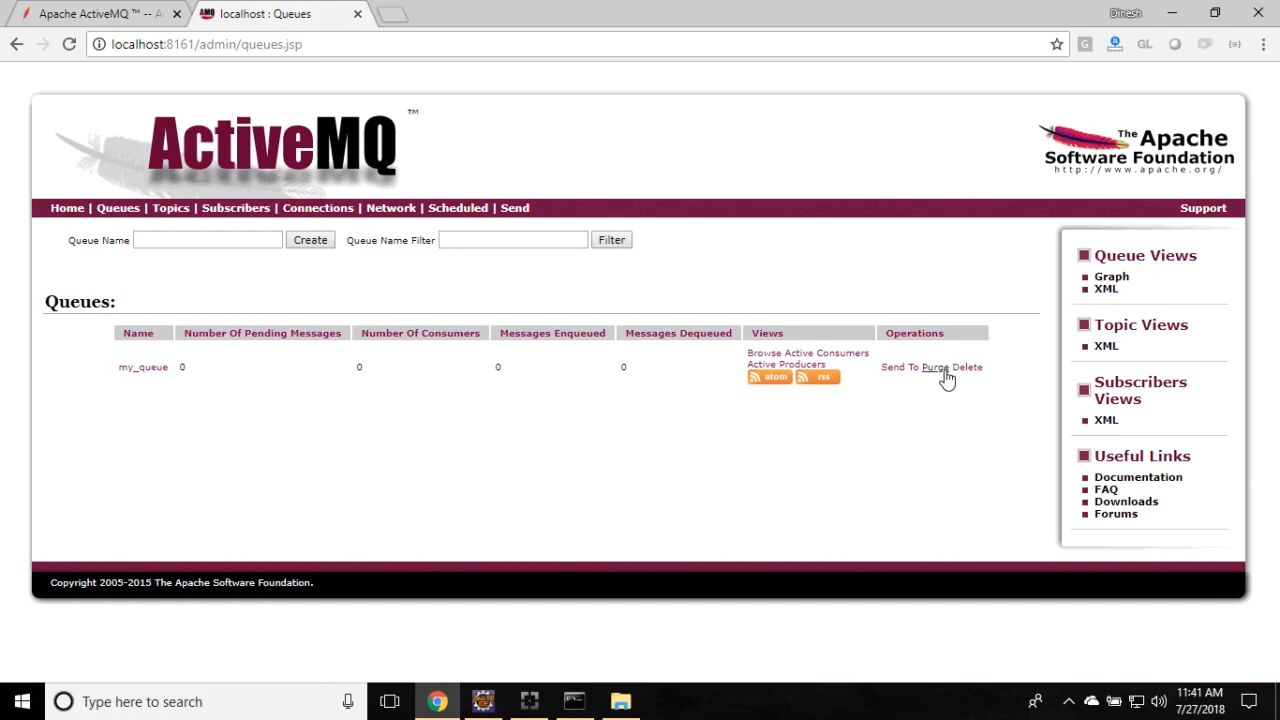 Apache ActiveMQ ™ -- A
localhost : Queues
Dinesh
localhost:8161/admin/queues.jsp
ActiveMQ ™
The Apache
Software Foundation
http://www.apache.org/
Home | Queues | Topics | Subscribers | Connections | Network | Scheduled | Send
Support
Queue Name Create Queue Name Filter Filter
Queues:
Name Number Of Pending Messages Number Of Consumers Messages Enqueued Messages Dequeued Views Operations
my_queue 0 0 0 0
Browse Active Consumers
Active Producers
atom rss
Send To Purge Delete
Queue Views
Graph
XML
Topic Views
XML
Subscribers
Views
XML
Useful Links
Documentation
FAQ
Downloads
Forums
Copyright 2005-2015 The Apache Software Foundation.
Type here to search
11:41 AM
7/27/2018